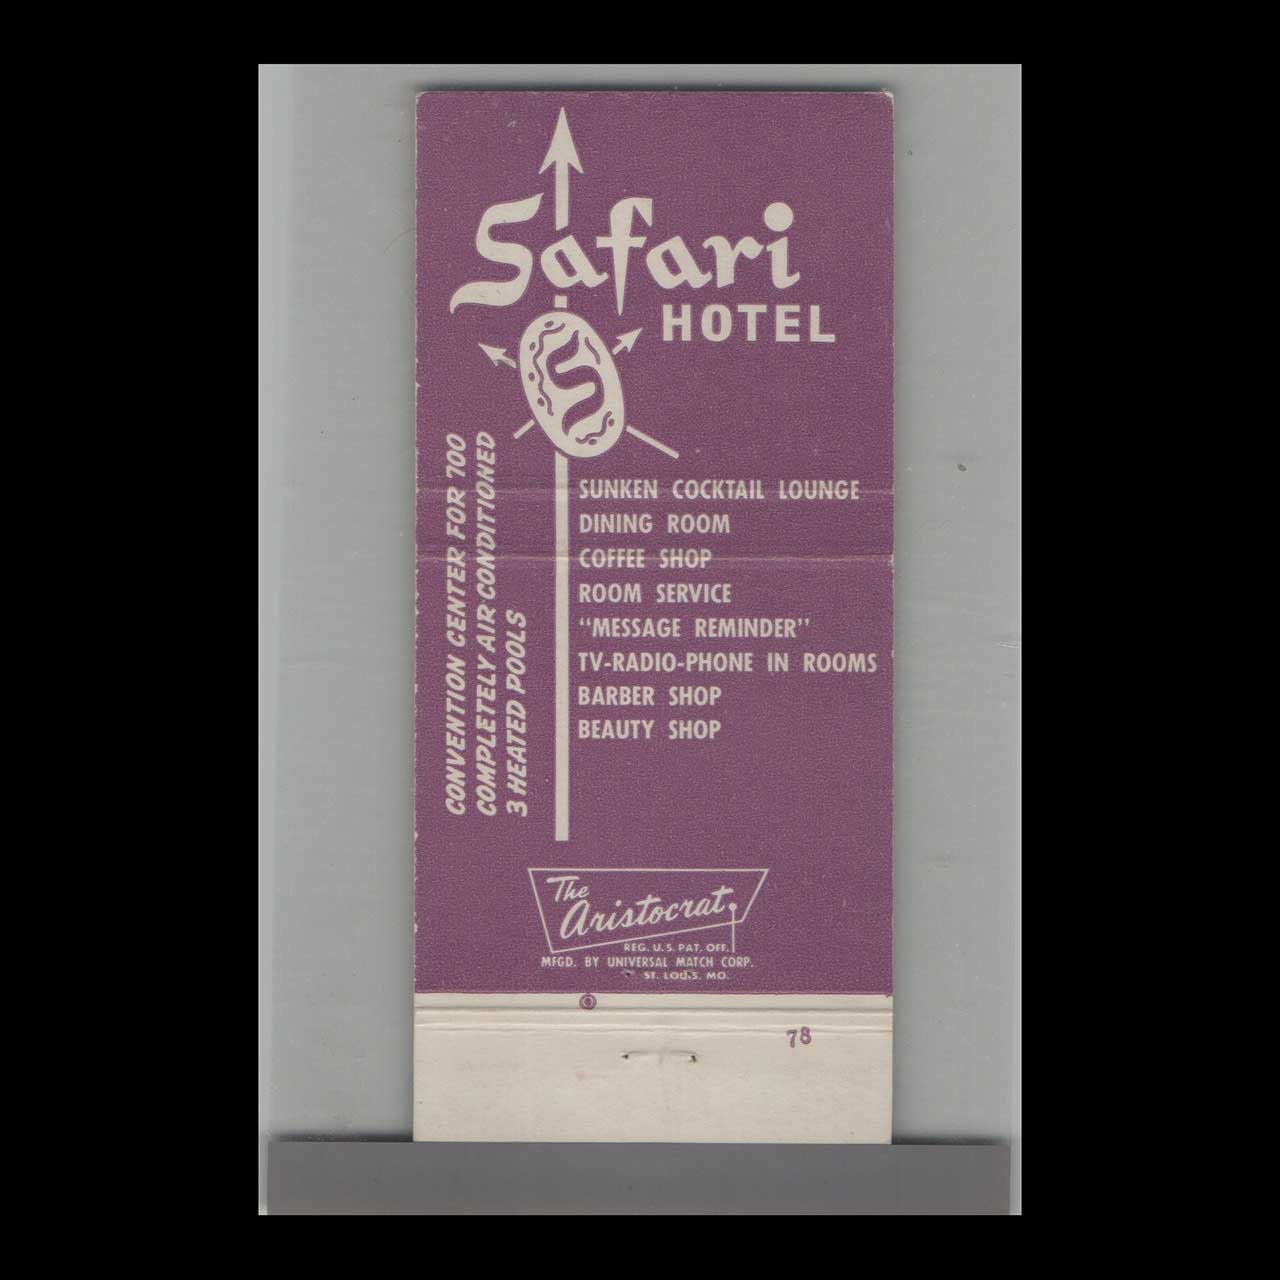 Safari
HOTEL
S
CONVENTION CENTER FOR 700
COMPLETELY AIR CONDITIONED
3 HEATED POOLS
SUNKEN COCKTAIL LOUNGE
DINING ROOM
COFFEE SHOP
ROOM SERVICE
“MESSAGE REMINDER”
TV-RADIO-PHONE IN ROOMS
BARBER SHOP
BEAUTY SHOP
The
Aristocrat
REG. U.S. PAT. OFF.
MFGD. BY UNIVERSAL MATCH CORP.
ST. LOUIS. MO.
78